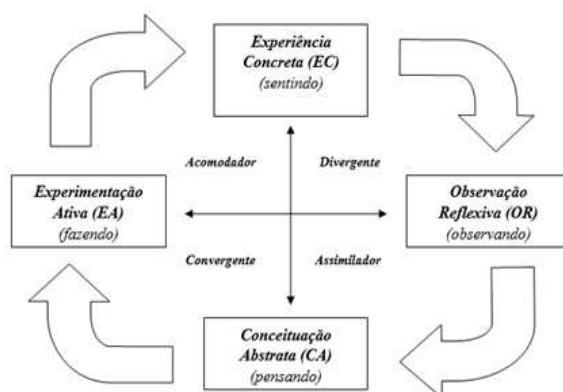 Experiência
Concreta (EC)
(sentindo)
Acomodador
Divergente
Experimentação
Ativa (EA)
(fazendo)
Observação
Reflexiva (OR)
(observando)
Convergente
Assimilador
Conceituação
Abstrata (CA)
(pensando)